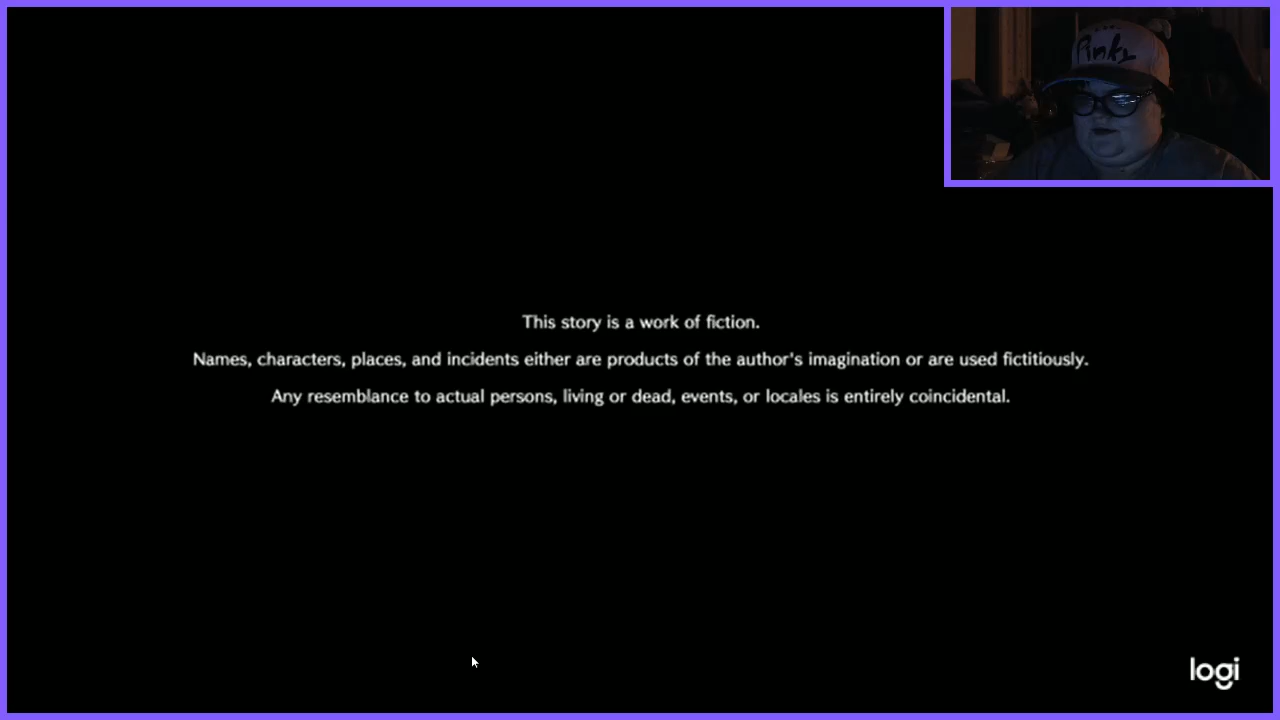 Pinky
This story is a work of fiction.
Names, characters, places, and incidents either are products of the author's imagination or are used fictitiously.
Any resemblance to actual persons, living or dead, events, or locales is entirely coincidental.
logi